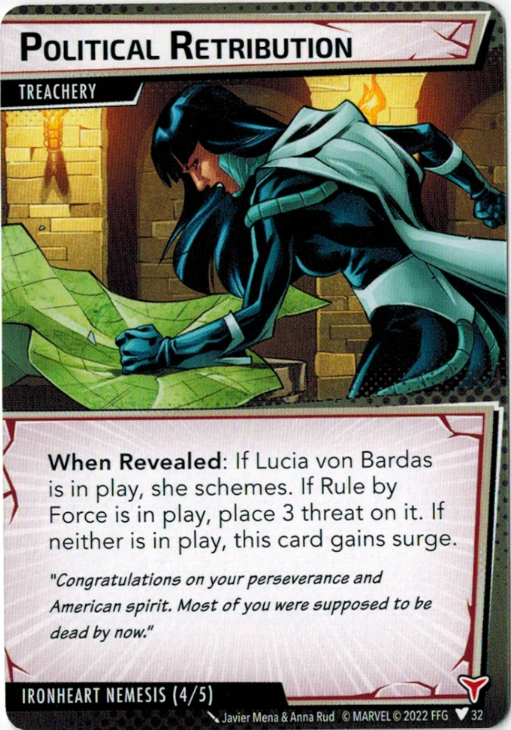 POLITICAL RETRIBUTION
TREACHERY
When Revealed: If Lucia von Bardas
is in play, she schemes. If Rule by
Force is in play, place 3 threat on it. If
neither is in play, this card gains surge.
"Congratulations on your perseverance and
American spirit. Most of you were supposed to be
dead by now."
IRONHEART NEMESIS (4/5)
Javier Mena & Anna Rud © MARVEL © 2022 FFG 32